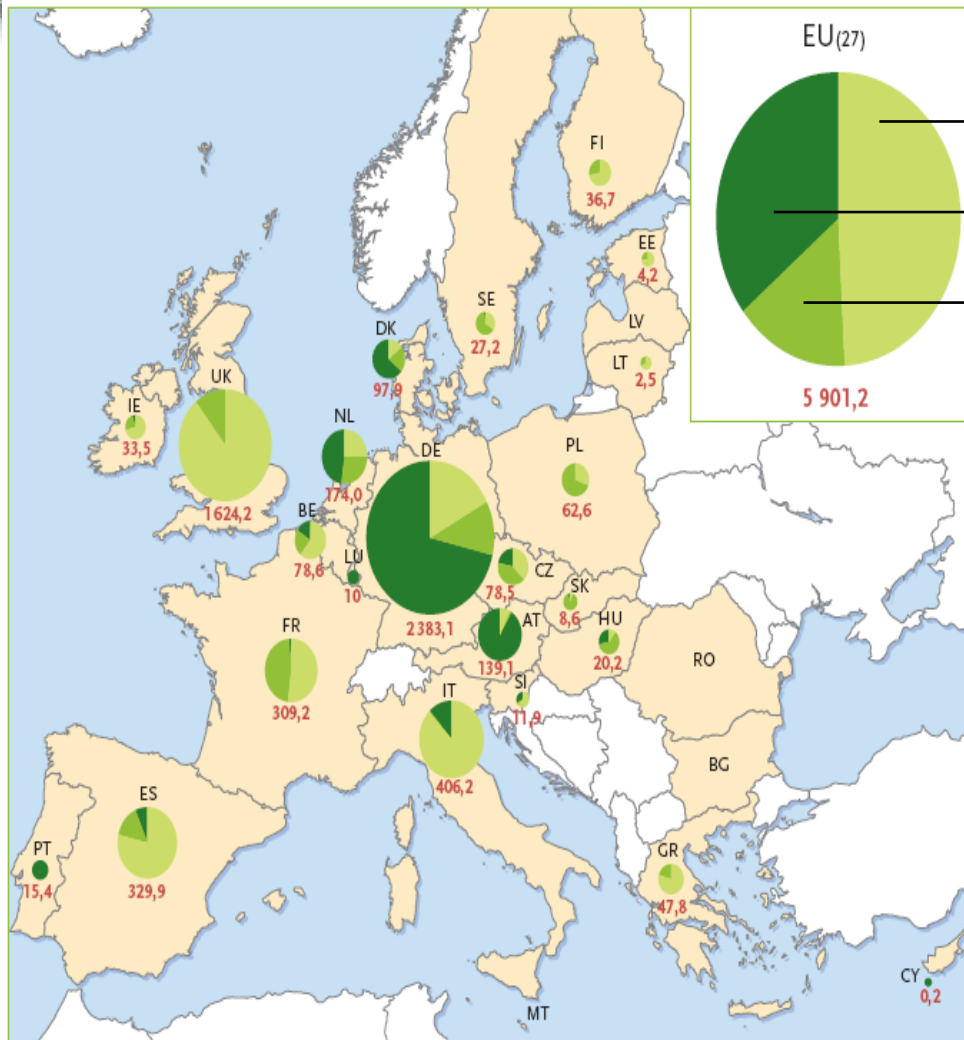 EU(27)
5 901,2
FI
36,7
EE
4,2
SE
27,2
LV
LT
2,5
DK
97,9
UK
1624,2
IE
33,5
NL
174,0
DE
2 383,1
PL
62,6
BE
78,6
LU
10
CZ
78,5
SK
8,6
AT
139,1
HU
20,2
RO
FR
309,2
SI
11,9
IT
406,2
BG
ES
329,9
PT
15,4
GR
47,8
CY
0,2
MT